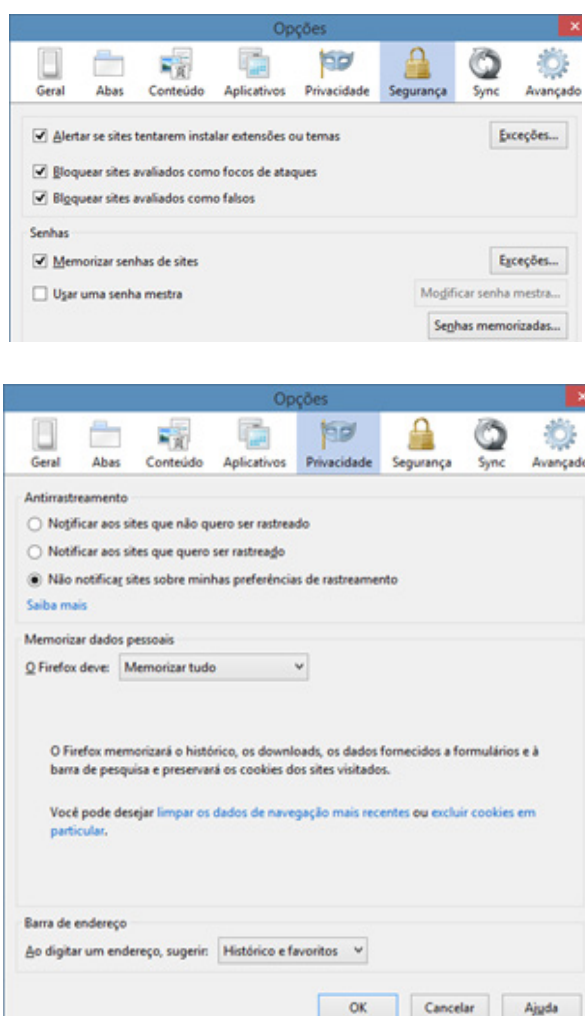 Opções
Geral Abas Conteúdo Aplicativos Privacidade Segurança Sync Avançado
Alertar se sites tentarem instalar extensões ou temas Exceções...
Bloquear sites avaliados como focos de ataques
Bloquear sites avaliados como falsos
Senhas
Memorizar senhas de sites Exceções...
Usar uma senha mestra Modificar senha mestra...
Senhas memorizadas...
Opções
Geral Abas Conteúdo Aplicativos Privacidade Segurança Sync Avançado
Antirrastreamento
Notificar aos sites que não quero ser rastreado
Notificar aos sites que quero ser rastreado
Não notificar sites sobre minhas preferências de rastreamento
Saiba mais
Memorizar dados pessoais
O Firefox deve: Memorizar tudo
O Firefox memorizará o histórico, os downloads, os dados fornecidos a formulários e à
barra de pesquisa e preservará os cookies dos sites visitados.
Você pode desejar limpar os dados de navegação mais recentes ou excluir cookies em
particular.
Barra de endereço
Ao digitar um endereço, sugerir: Histórico e favoritos
OK Cancelar Ajuda